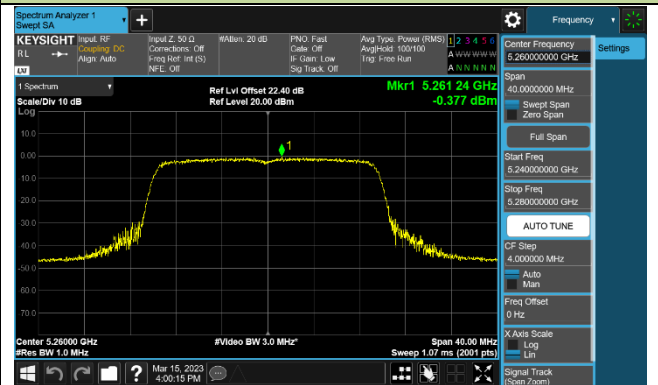 Spectrum Analyzer 1
Swept SA
Frequency
KEYSIGHT
RL
Input: RF
Coupling: DC
Align: Auto
Input Z: 50 Ω
Corrections: Off
Freq Ref: Int (S)
NFE: Off
#Atten: 20 dB
PNO: Fast
Gate: Off
IF Gain: Low
Sig Track: Off
Avg Type: Power (RMS)
Avg|Hold: 100/100
Trig: Free Run
1 2 3 4 5 6
A W W W W W
A N N N N N
LXI
1 Spectrum
Scale/Div 10 dB
Log
Ref Lvl Offset 22.40 dB
Ref Level 20.00 dBm
Mkr1 5.261 24 GHz
-0.377 dBm
10.0
0.00
-10.0
-20.0
-30.0
-40.0
-50.0
-60.0
-70.0
1
Center 5.26000 GHz
#Res BW 1.0 MHz
#Video BW 3.0 MHz*
Span 40.00 MHz
Sweep 1.07 ms (2001 pts)
Mar 15, 2023
4:00:15 PM
Center Frequency
5.260000000 GHz
Settings
Span
40.0000000 MHz
Swept Span
Zero Span
Full Span
Start Freq
5.240000000 GHz
Stop Freq
5.280000000 GHz
AUTO TUNE
CF Step
4.000000 MHz
Auto
Man
Freq Offset
0 Hz
X Axis Scale
Log
Lin
Signal Track
(Span Zoom)